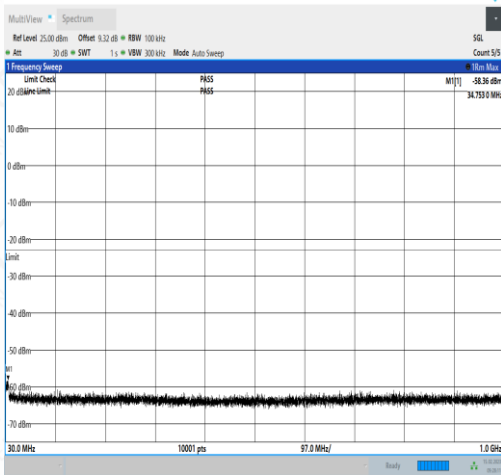 MultiView Spectrum
Ref Level 25.00 dBm Offset 9.32 dB RBW 100 kHz SGL
Att 30 dB SWT 1 s VBW 300 kHz Mode Auto Sweep Count 5/5
1 Frequency Sweep 1Rm Max
Limit Check PASS M1[1] -58.36 dBm
20 dBm Line Limit PASS 34.753 0 MHz
10 dBm
0 dBm
-10 dBm
-20 dBm
Limit
-30 dBm
-40 dBm
-50 dBm
M1
-60 dBm
-70 dBm
30.0 MHz 10001 pts 97.0 MHz/ 1.0 GHz
Ready